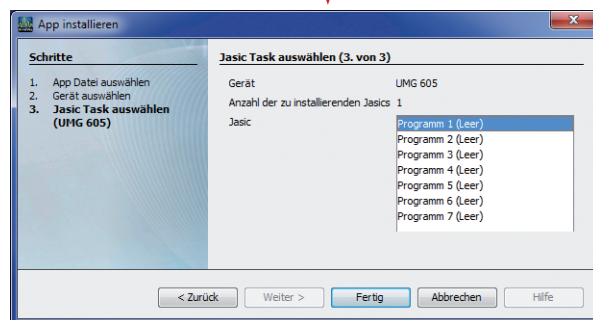 App installieren
Schritte
1. App Datei auswählen
2. Gerät auswählen
3. Jasic Task auswählen
(UMG 605)
Jasic Task auswählen (3. von 3)
Gerät UMG 605
Anzahl der zu installierenden Jasics 1
Jasic
Programm 1 (Leer)
Programm 2 (Leer)
Programm 3 (Leer)
Programm 4 (Leer)
Programm 5 (Leer)
Programm 6 (Leer)
Programm 7 (Leer)
< Zurück Weiter > Fertig Abbrechen Hilfe